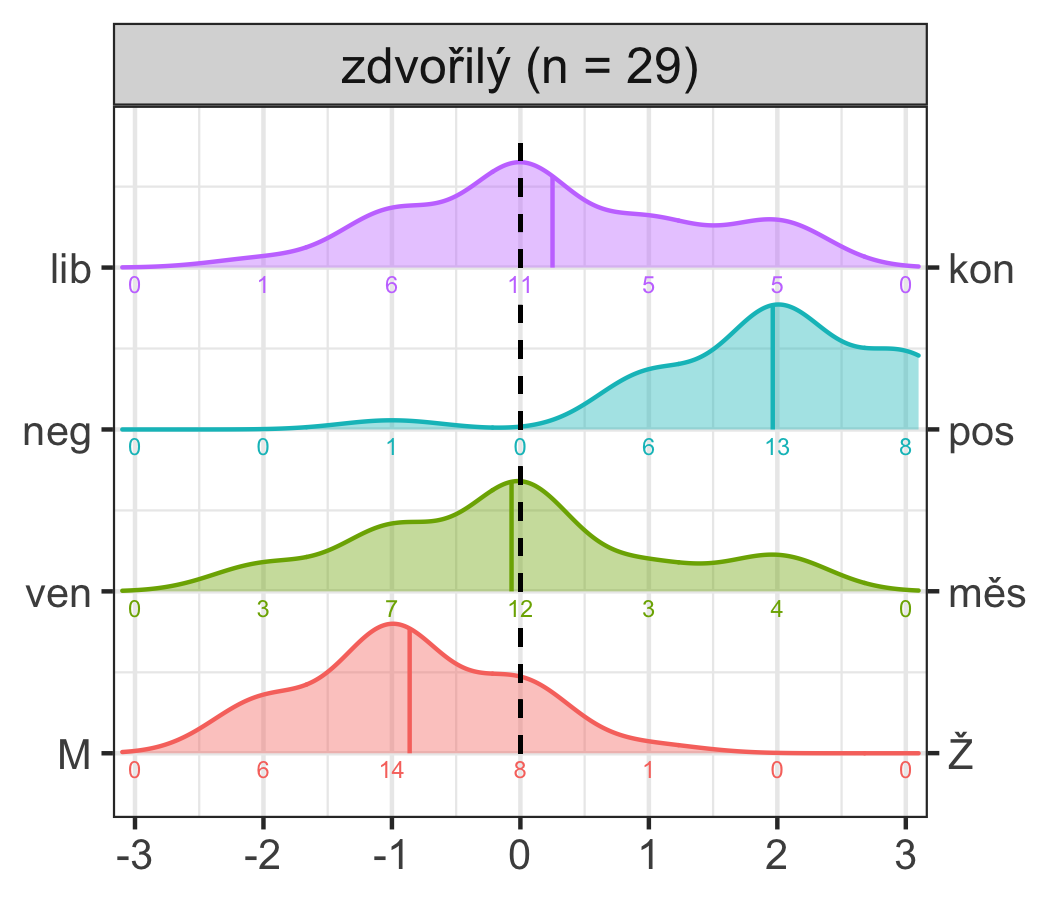 zdvořilý (n = 29)
lib kon
0 1 6 11 5 5 0
neg pos
0 0 1 0 6 13 8
ven měs
0 3 7 12 3 4 0
M Ž
0 6 14 8 1 0 0
-3 -2 -1 0 1 2 3